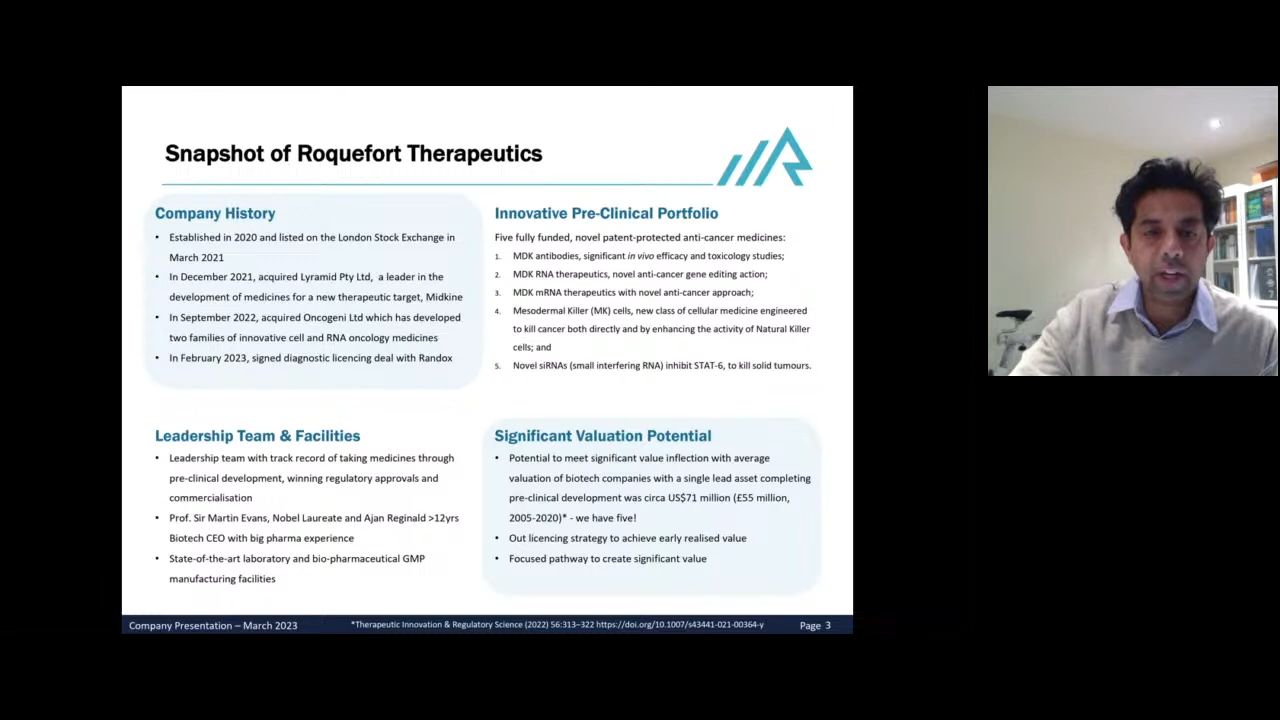 Snapshot of Roquefort Therapeutics
Company History
• Established in 2020 and listed on the London Stock Exchange in
March 2021
• In December 2021, acquired Lyramid Pty Ltd, a leader in the
development of medicines for a new therapeutic target, Midkine
• In September 2022, acquired Oncogeni Ltd which has developed
two families of innovative cell and RNA oncology medicines
• In February 2023, signed diagnostic licencing deal with Randox
Innovative Pre-Clinical Portfolio
Five fully funded, novel patent-protected anti-cancer medicines:
1. MDK antibodies, significant in vivo efficacy and toxicology studies;
2. MDK RNA therapeutics, novel anti-cancer gene editing action;
3. MDK mRNA therapeutics with novel anti-cancer approach;
4. Mesodermal Killer (MK) cells, new class of cellular medicine engineered
to kill cancer both directly and by enhancing the activity of Natural Killer
cells; and
5. Novel siRNAs (small interfering RNA) inhibit STAT-6, to kill solid tumours.
Leadership Team & Facilities
• Leadership team with track record of taking medicines through
pre-clinical development, winning regulatory approvals and
commercialisation
• Prof. Sir Martin Evans, Nobel Laureate and Ajan Reginald >12yrs
Biotech CEO with big pharma experience
• State-of-the-art laboratory and bio-pharmaceutical GMP
manufacturing facilities
Significant Valuation Potential
• Potential to meet significant value inflection with average
valuation of biotech companies with a single lead asset completing
pre-clinical development was circa US$71 million (£55 million,
2005-2020)* - we have five!
• Out licencing strategy to achieve early realised value
• Focused pathway to create significant value
Company Presentation – March 2023
*Therapeutic Innovation & Regulatory Science (2022) 56:313–322 https://doi.org/10.1007/s43441-021-00364-y
Page 3